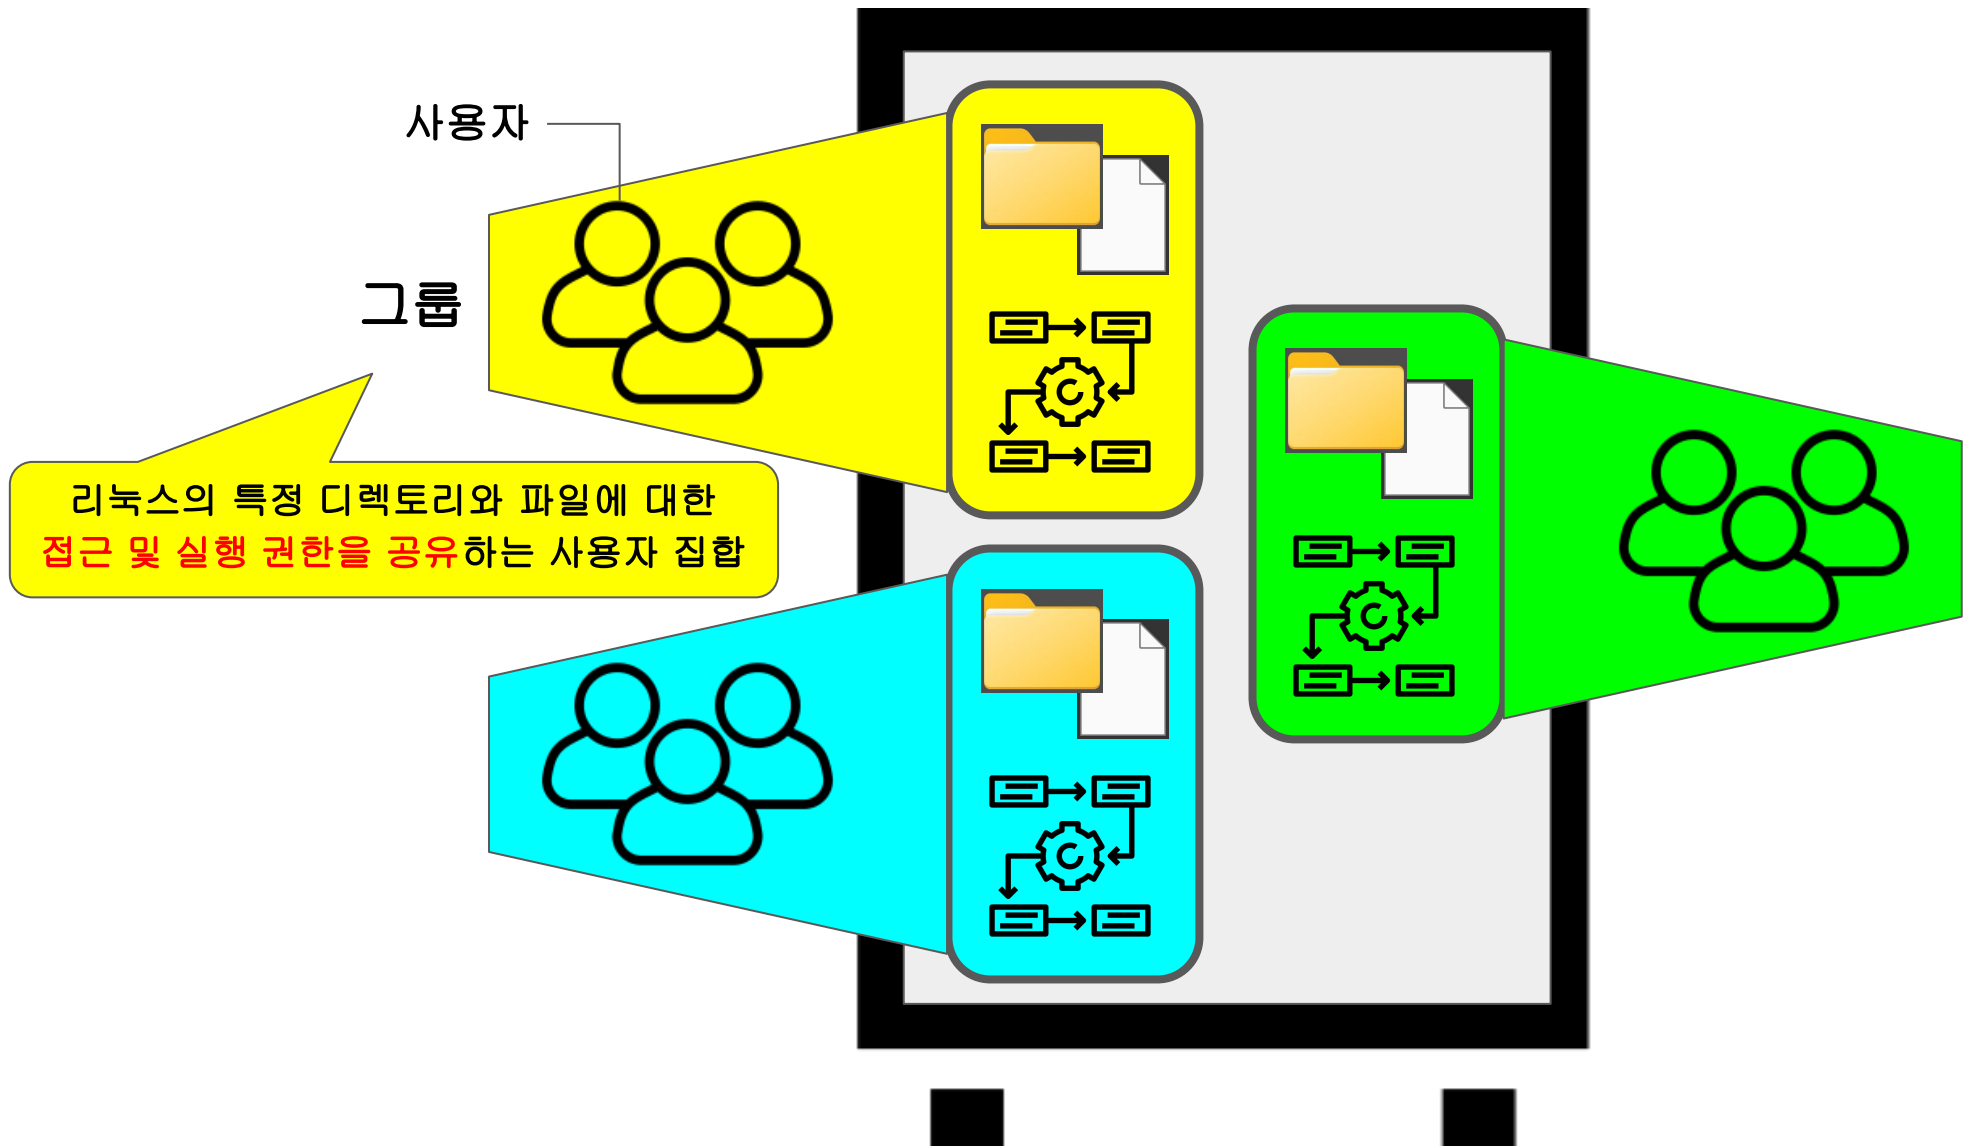 사용자
그룹
리눅스의 특정 디렉토리와 파일에 대한
접근 및 실행 권한을 공유하는 사용자 집합